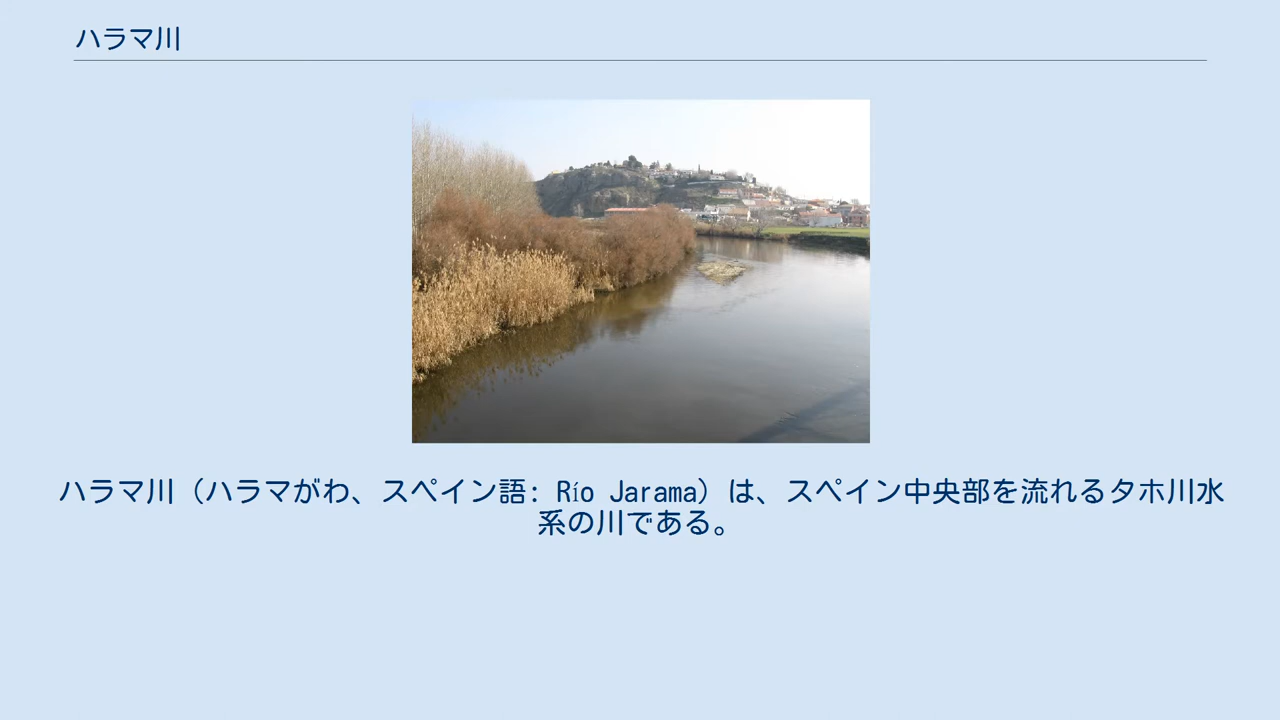 ハラマ川
ハラマ川（ハラマがわ、スペイン語: Río Jarama）は、スペイン中央部を流れるタホ川水
系の川である。